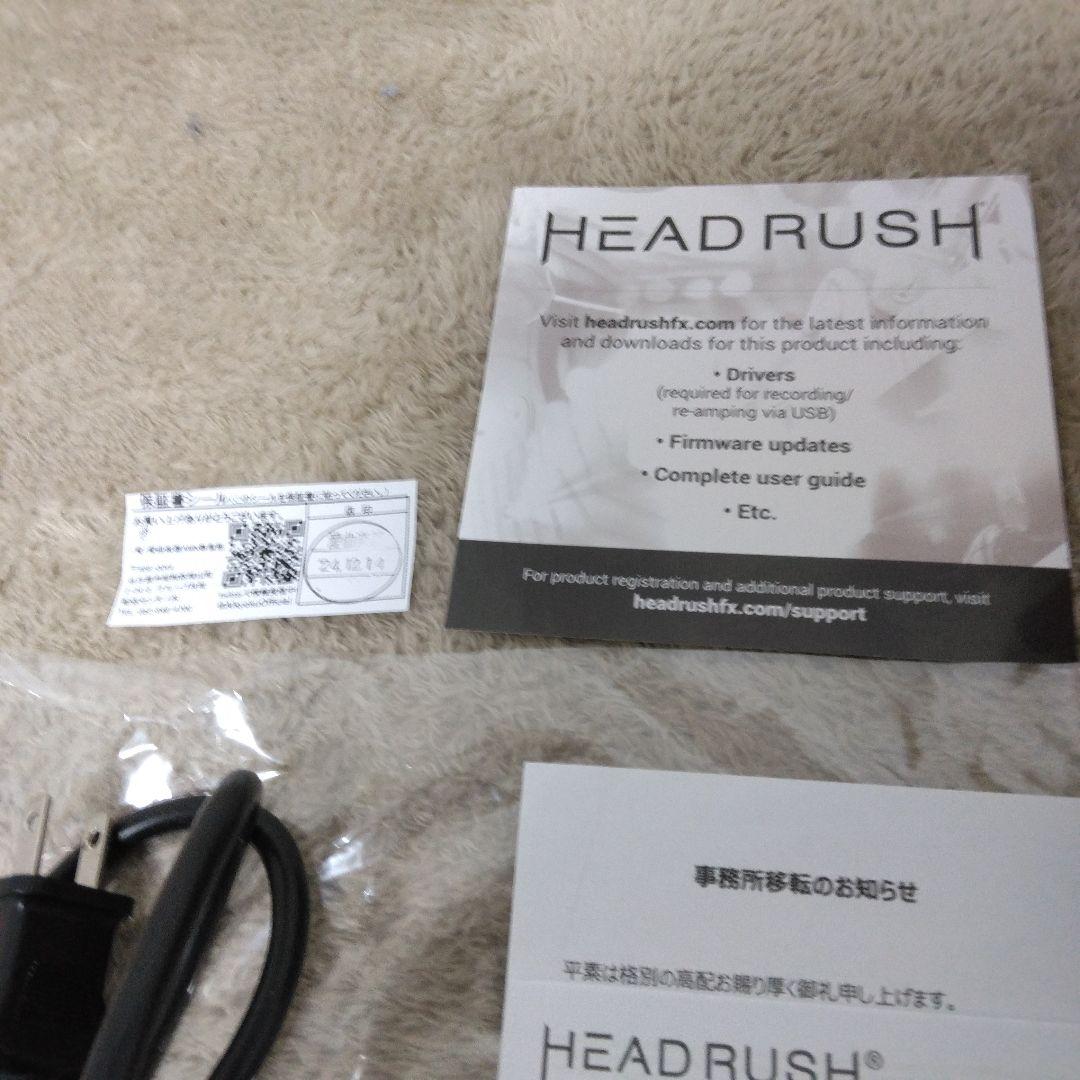 HEADRUSH
Visit headrushfx.com for the latest information
and downloads for this product including:
• Drivers
(required for recording/
re-amping via USB)
• Firmware updates
• Complete user guide
• Etc.
For product registration and additional product support, visit
headrushfx.com/support
保証書シール
24.12.14
事務所移転のお知らせ
平素は格別の高配お賜り厚く御礼申し上げます。
HEADRUSH®